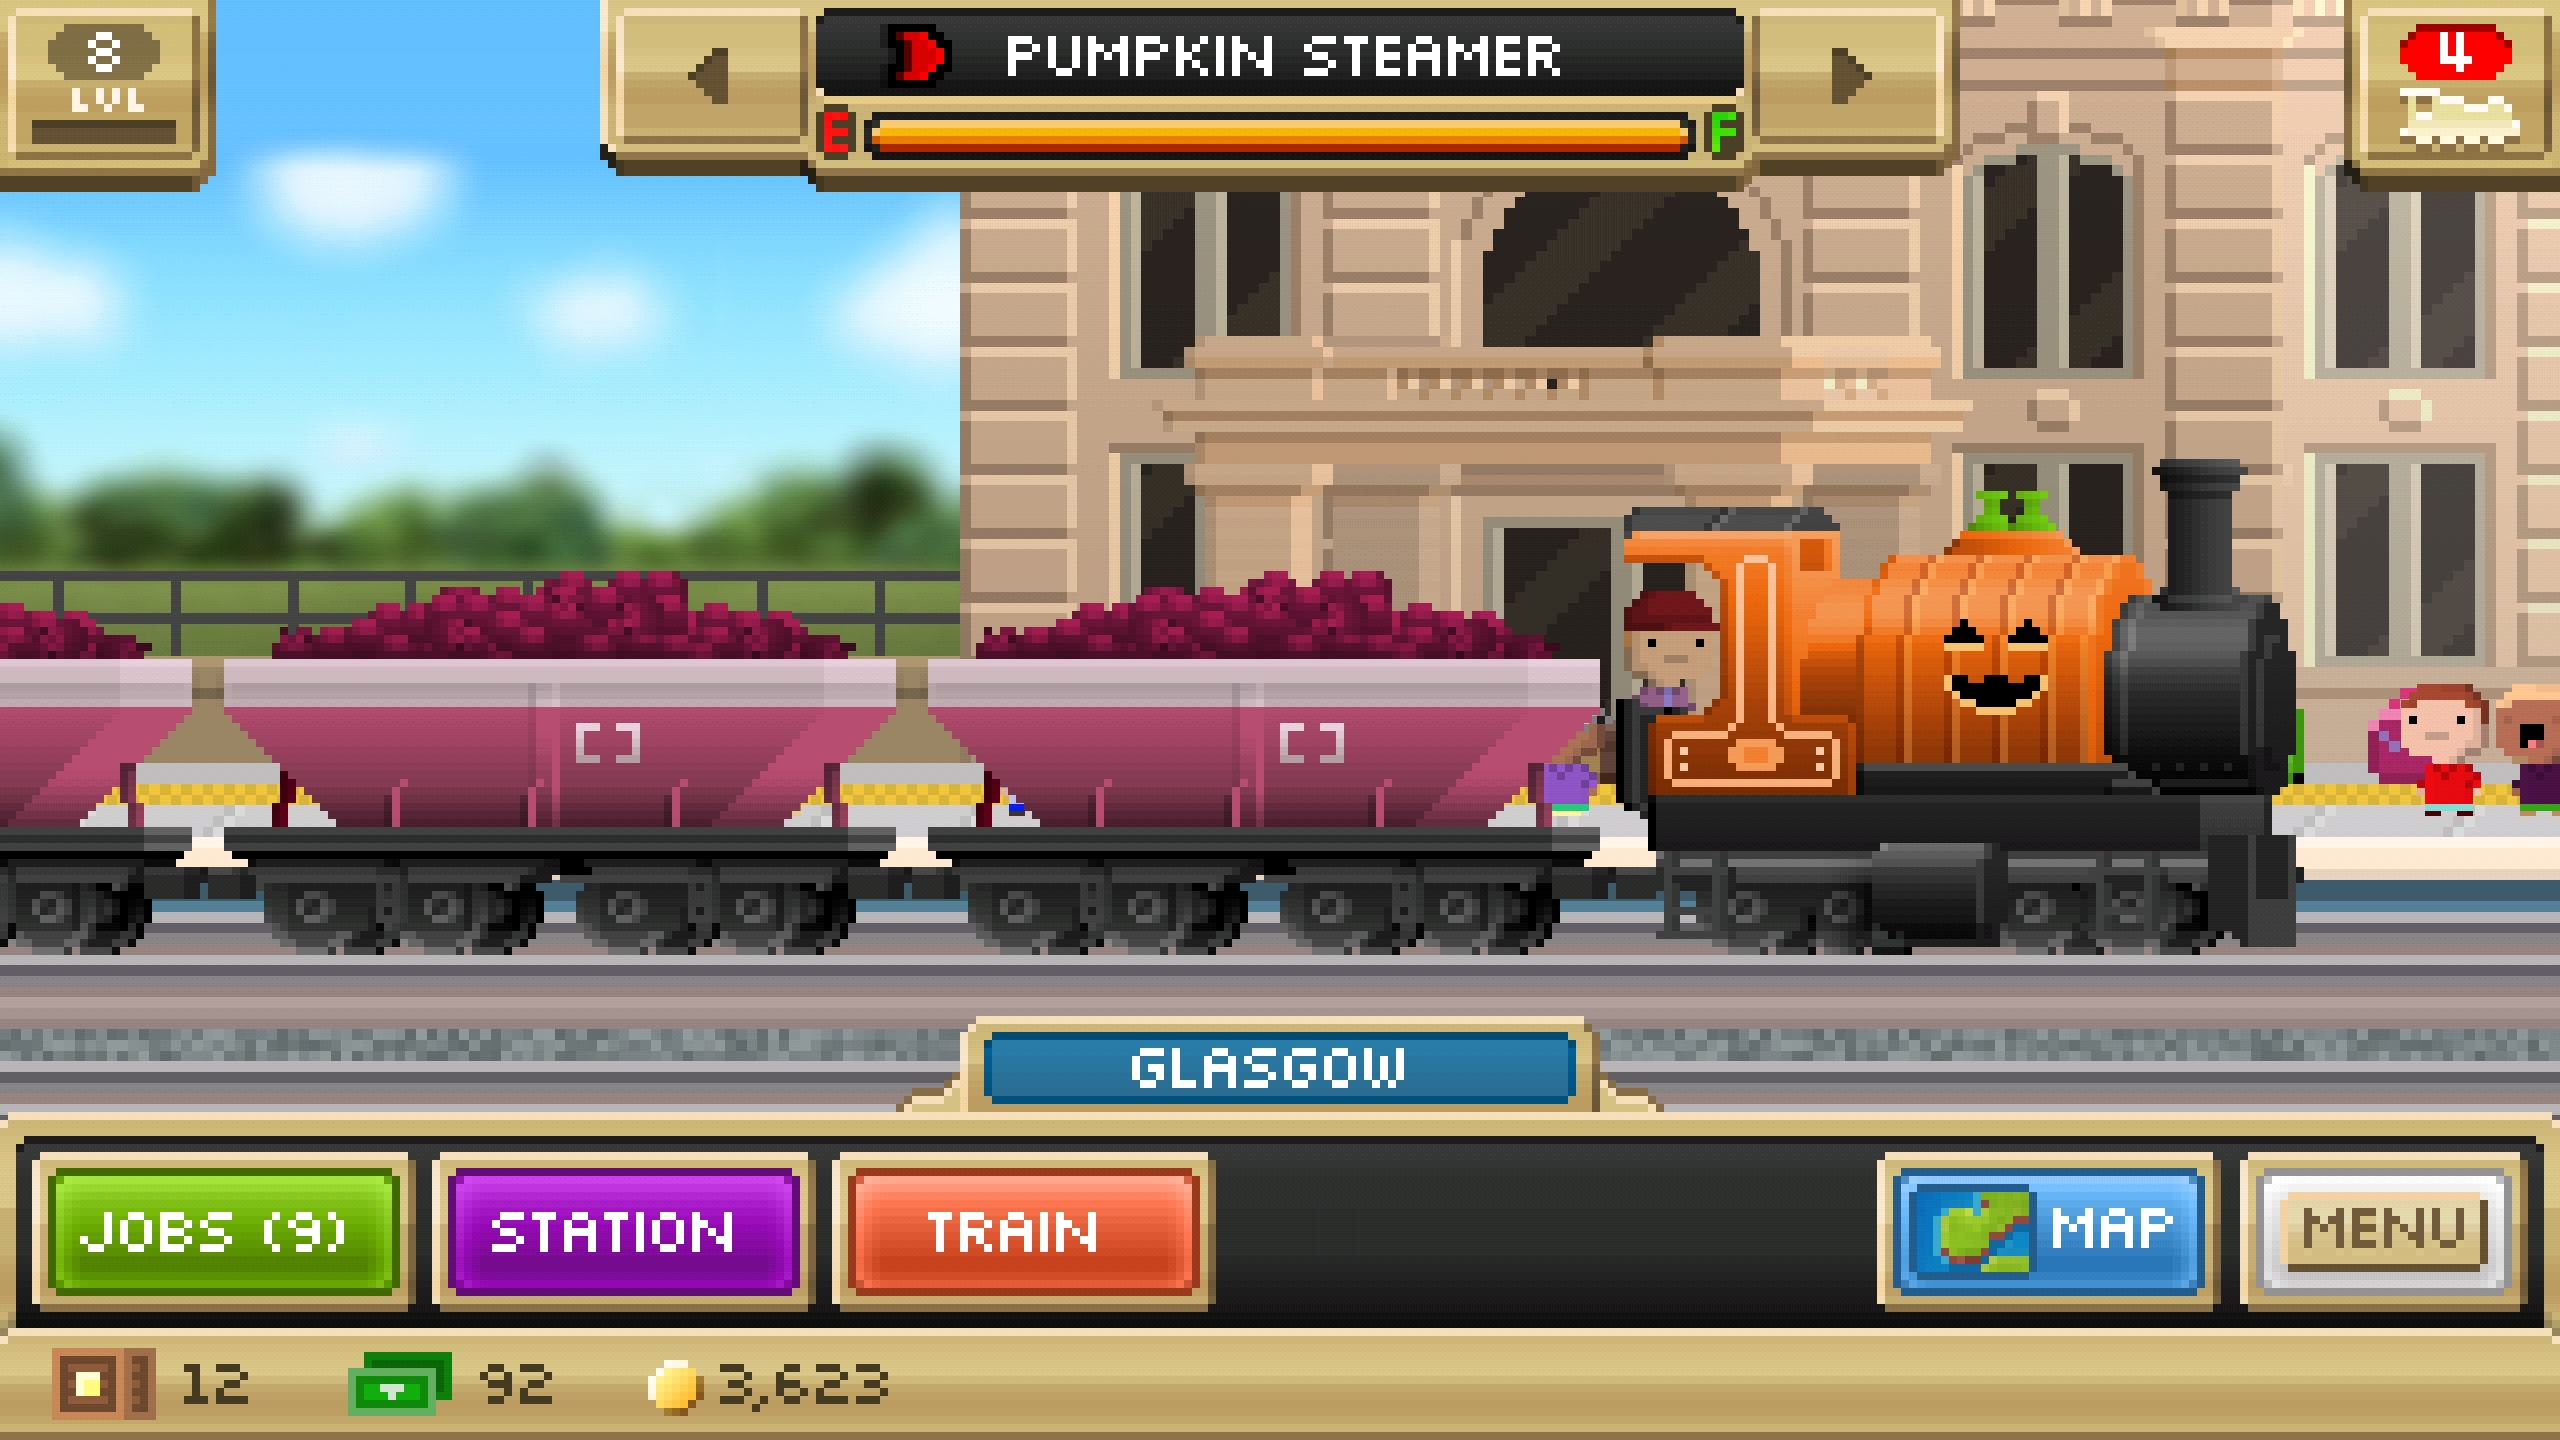 8
LVL
PUMPKIN STEAMER
E F
4
GLASGOW
JOBS (9)
STATION
TRAIN
MAP
MENU
12
92
3,623